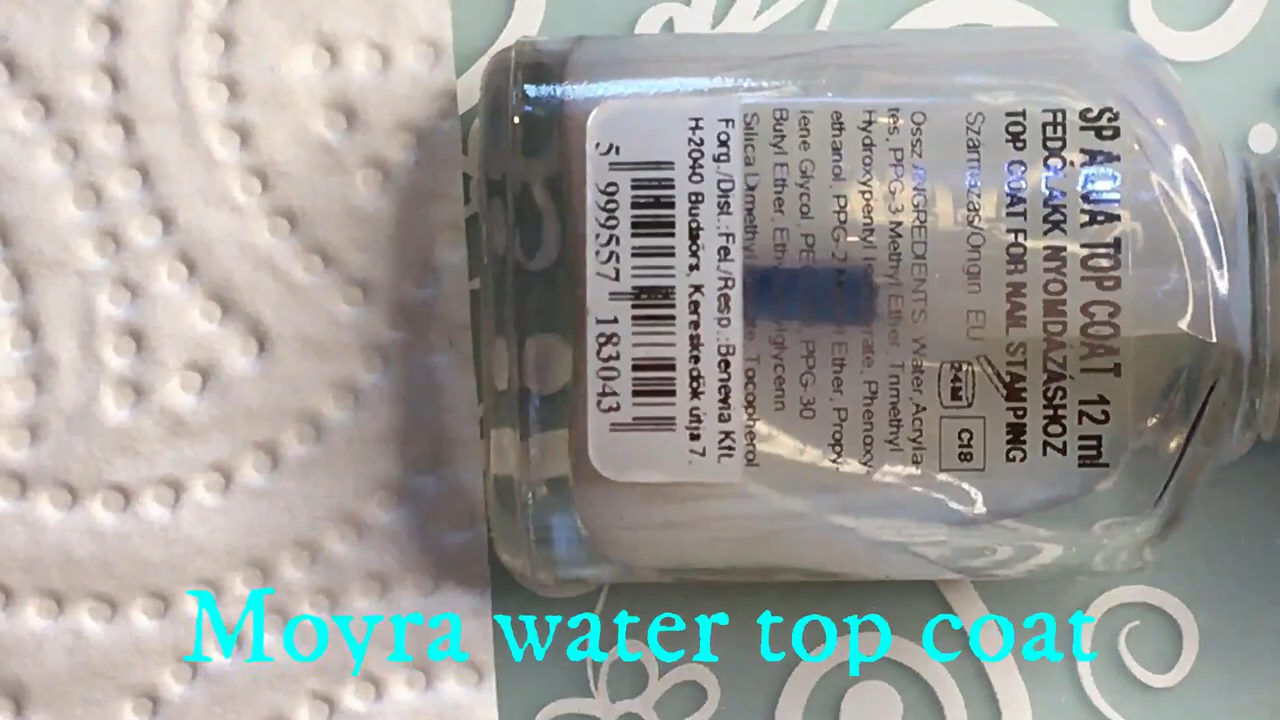 SP AQUA TOP COAT 12 ml
FEDŐLAKK NYOMDÁZÁSHOZ
TOP COAT FOR NAIL STAMPING
Származás/Origin EU
24M
C18
Össz./INGREDIENTS Water, Acryla-
tes, PPG-3 Methyl Ether, Trimethyl
Hydroxypentyl Phenoxy-
ethanol, PPG-2 Ether, Propy-
lene Glycol, PPG-30
Butyl Ether,
Silica Dimethyl Tocopherol
Forg./Dist.:Fel./Resp.:Benevia Kft.
H-2040 Budaörs, Kereskedők útja 7.
5 999557 183043
Moyra water top coat